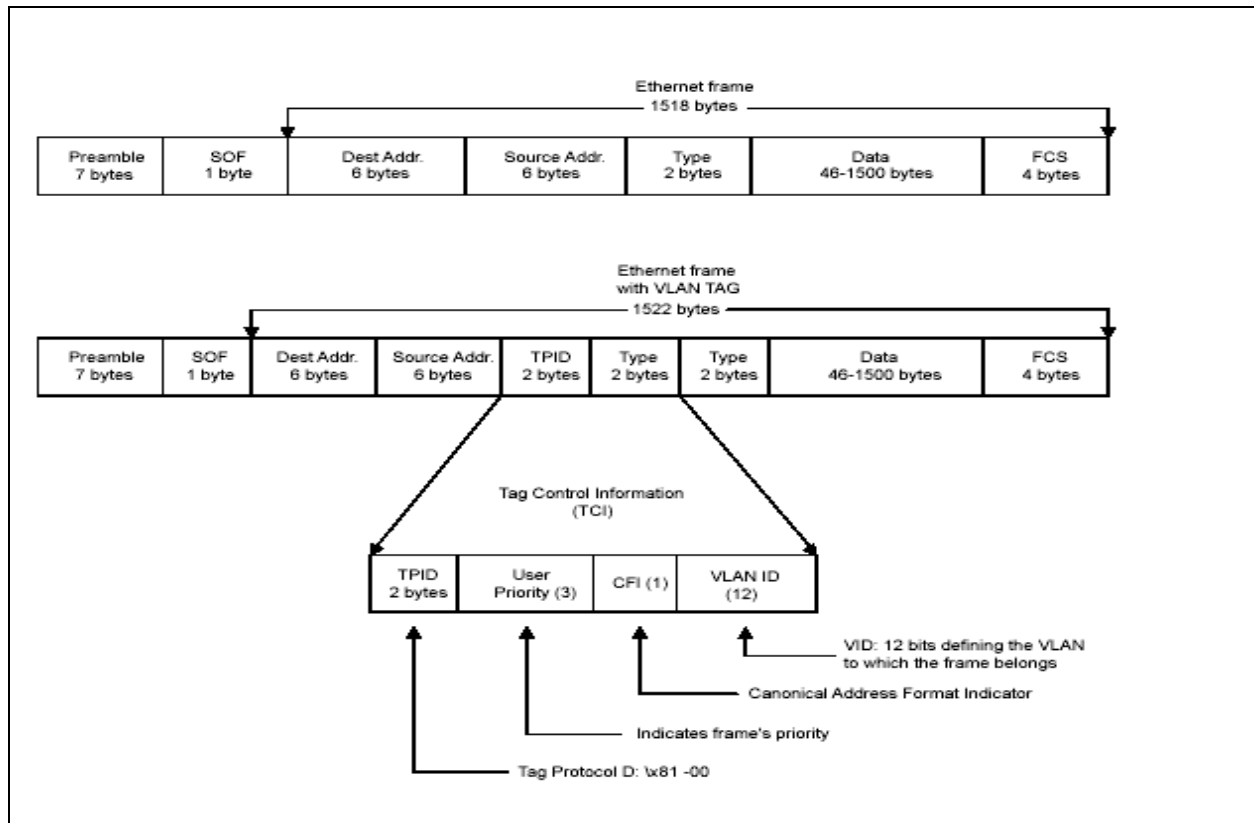 Ethernet frame
1518 bytes
Preamble
7 bytes
SOF
1 byte
Dest Addr.
6 bytes
Source Addr.
6 bytes
Type
2 bytes
Data
46-1500 bytes
FCS
4 bytes
Ethernet frame
with VLAN TAG
1522 bytes
Preamble
7 bytes
SOF
1 byte
Dest Addr.
6 bytes
Source Addr.
6 bytes
TPID
2 bytes
Type
2 bytes
Type
2 bytes
Data
46-1500 bytes
FCS
4 bytes
Tag Control Information
(TCI)
TPID
2 bytes
User
Priority (3)
CFI (1)
VLAN ID
(12)
VID: 12 bits defining the VLAN
to which the frame belongs
Canonical Address Format Indicator
Indicates frame's priority
Tag Protocol D: \x81 -00